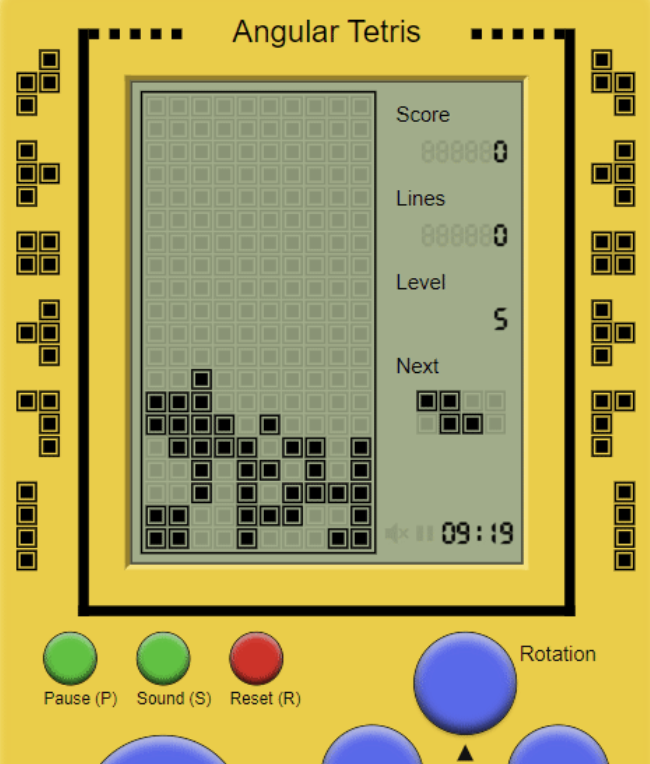 Angular Tetris
Score
0
Lines
0
Level
5
Next
09:19
Pause (P)
Sound (S)
Reset (R)
Rotation